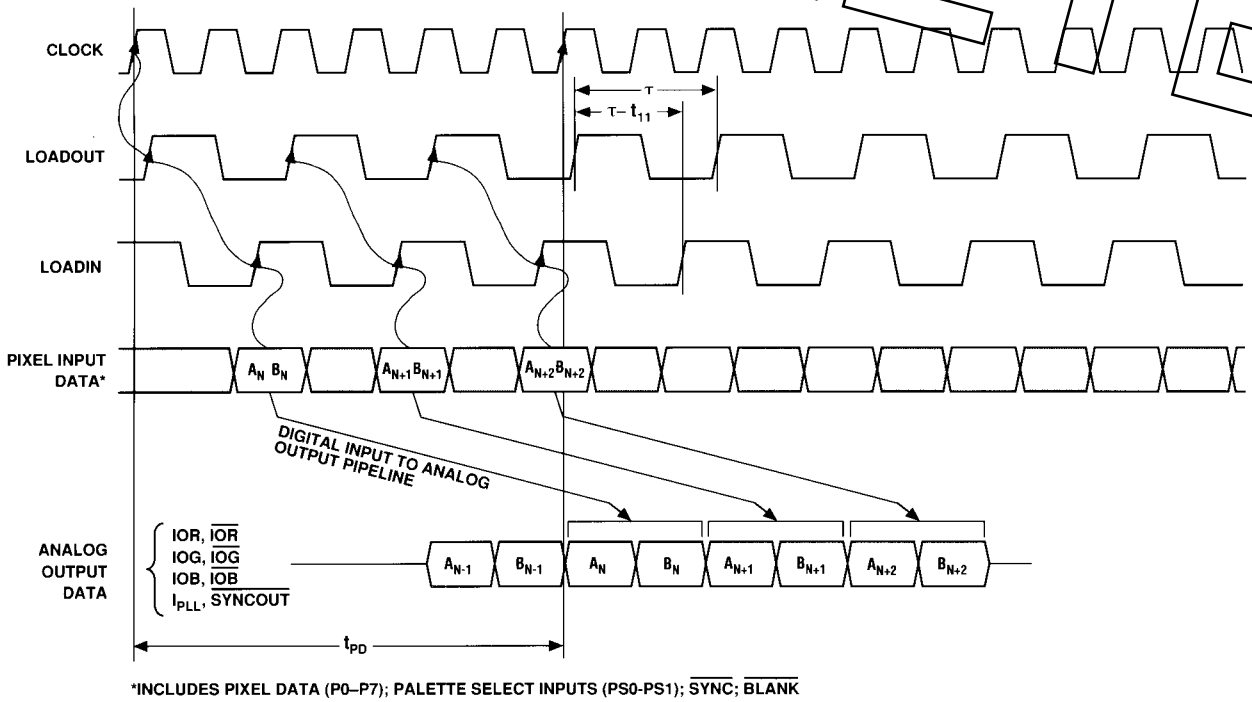 CLOCK
τ
τ– t11
LOADOUT
LOADIN
PIXEL INPUT
DATA*
AN BN
AN+1 BN+1
AN+2 BN+2
DIGITAL INPUT TO ANALOG
OUTPUT PIPELINE
ANALOG
OUTPUT
DATA
IOR, IOR
IOG, IOG
IOB, IOB
IPLL, SYNCOUT
AN-1 BN-1 AN BN AN+1 BN+1 AN+2 BN+2
tPD
*INCLUDES PIXEL DATA (P0–P7); PALETTE SELECT INPUTS (PS0-PS1); SYNC; BLANK